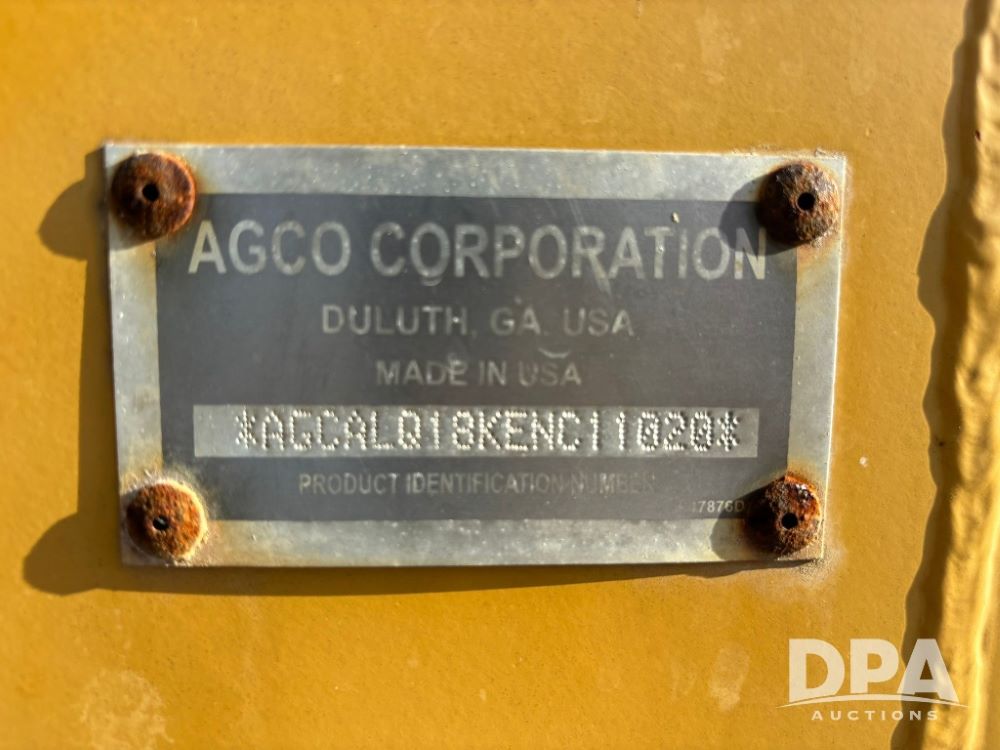 AGCO CORPORATION
DULUTH, GA. USA
MADE IN USA
*AGCALQ18KENC11020*
PRODUCT IDENTIFICATION NUMBER
DPA
AUCTIONS